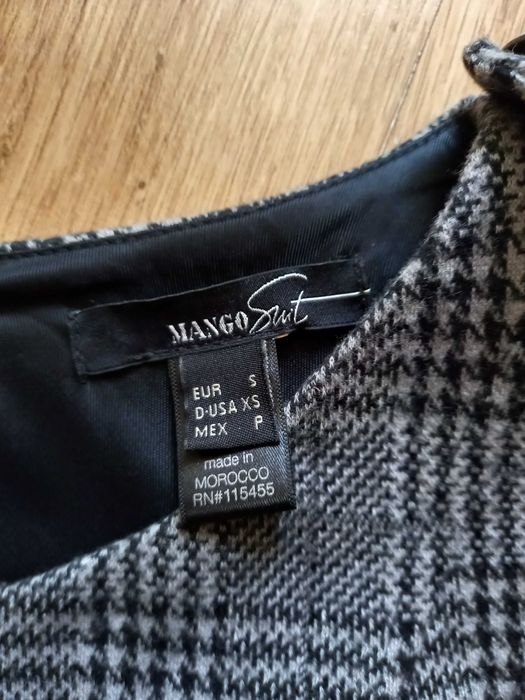 MANGO Suit
EUR S
D·USA XS
MEX P
made in
MOROCCO
RN#115455